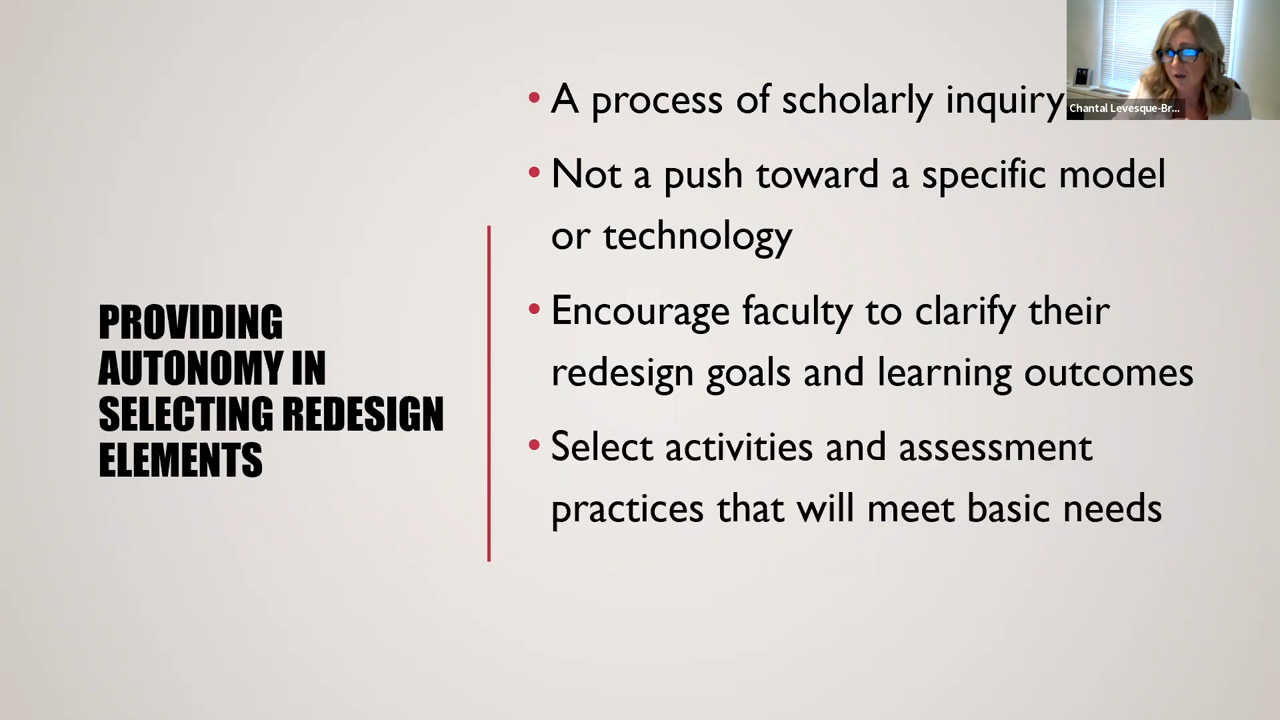 PROVIDING
AUTONOMY IN
SELECTING REDESIGN
ELEMENTS
• A process of scholarly inquiry
• Not a push toward a specific model
or technology
• Encourage faculty to clarify their
redesign goals and learning outcomes
• Select activities and assessment
practices that will meet basic needs
Chantal Levesque-Br...